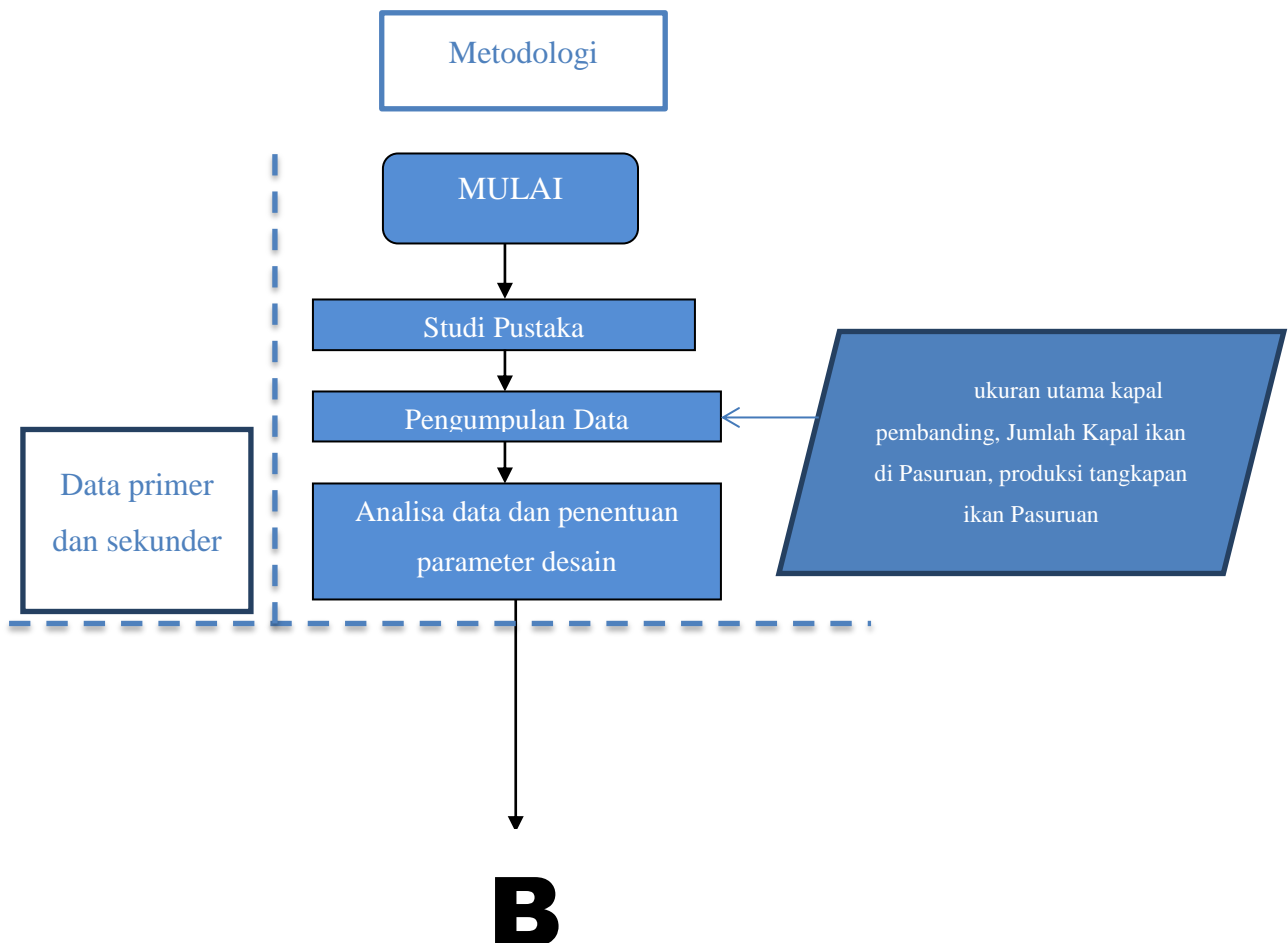 Metodologi
MULAI
Studi Pustaka
Pengumpulan Data
ukuran utama kapal
pembanding, Jumlah Kapal ikan
di Pasuruan, produksi tangkapan
ikan Pasuruan
Data primer
dan sekunder
Analisa data dan penentuan
parameter desain
B